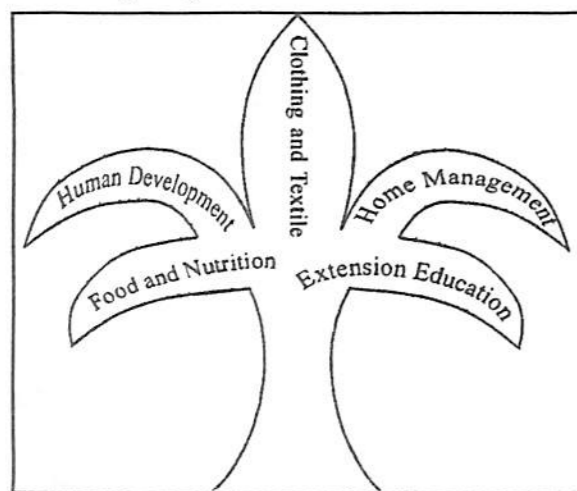 Clothing and Textile
Human Development
Home Management
Food and Nutrition
Extension Education